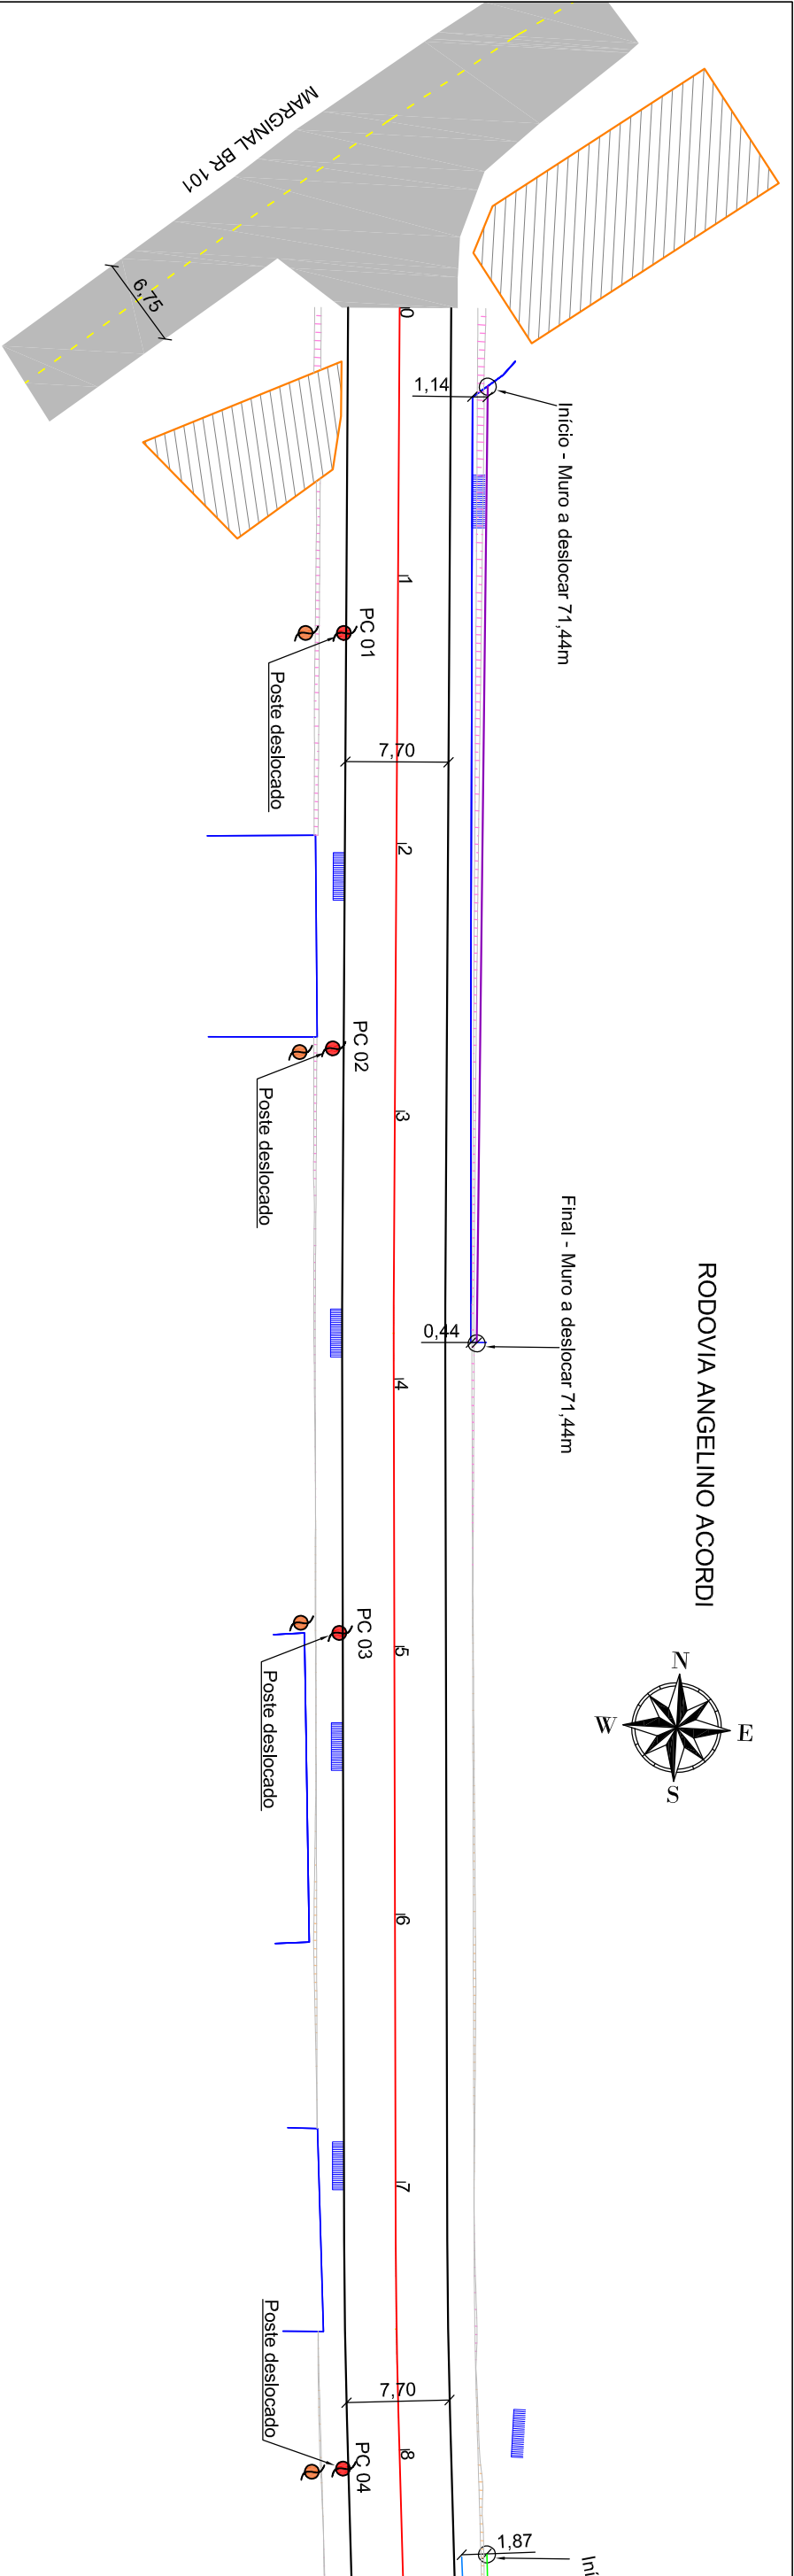 MARGINAL BR 101
6,75
0
1,14
Início - Muro a deslocar 71,44m
1
PC 01
Poste deslocado
7,70
2
PC 02
Poste deslocado
3
Final - Muro a deslocar 71,44m
0,44
RODOVIA ANGELINO ACORDI
4
N
W
E
S
PC 03
5
Poste deslocado
6
7
Poste deslocado
7,70
8
PC 04
1,87
Iní